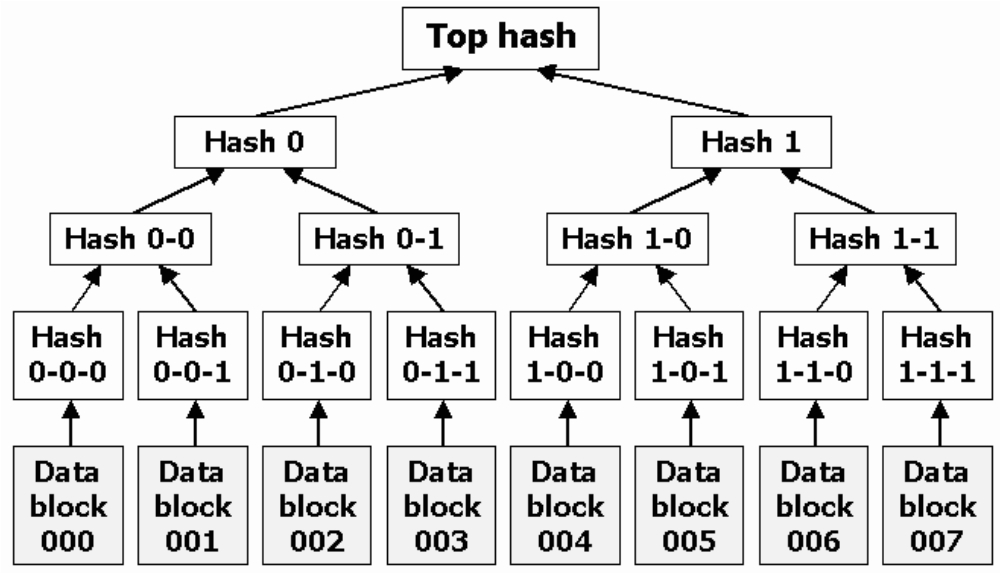 Top hash
Hash 0
Hash 1
Hash 0-0
Hash 0-1
Hash 1-0
Hash 1-1
Hash
0-0-0
Hash
0-0-1
Hash
0-1-0
Hash
0-1-1
Hash
1-0-0
Hash
1-0-1
Hash
1-1-0
Hash
1-1-1
Data
block
000
Data
block
001
Data
block
002
Data
block
003
Data
block
004
Data
block
005
Data
block
006
Data
block
007